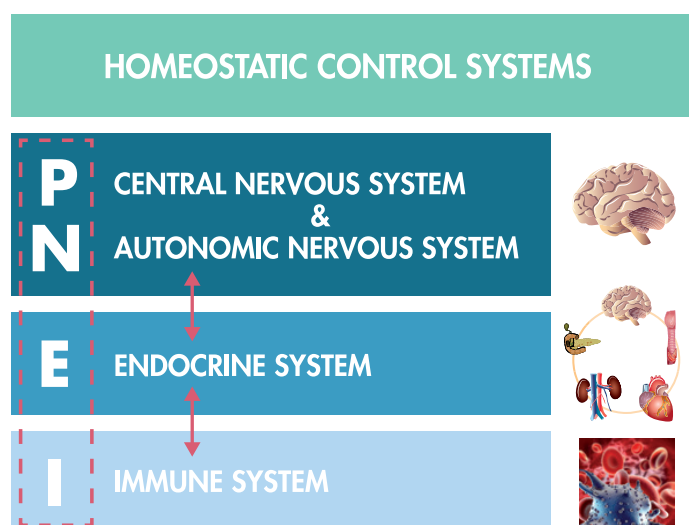 HOMEOSTATIC CONTROL SYSTEMS
P
N
CENTRAL NERVOUS SYSTEM
&
AUTONOMIC NERVOUS SYSTEM
E
ENDOCRINE SYSTEM
I
IMMUNE SYSTEM